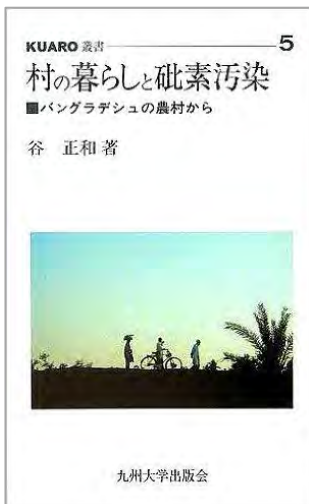 KUARO 叢書 5
村の暮らしと砒素汚染
■バングラデシュの農村から
谷 正和 著
九州大学出版会